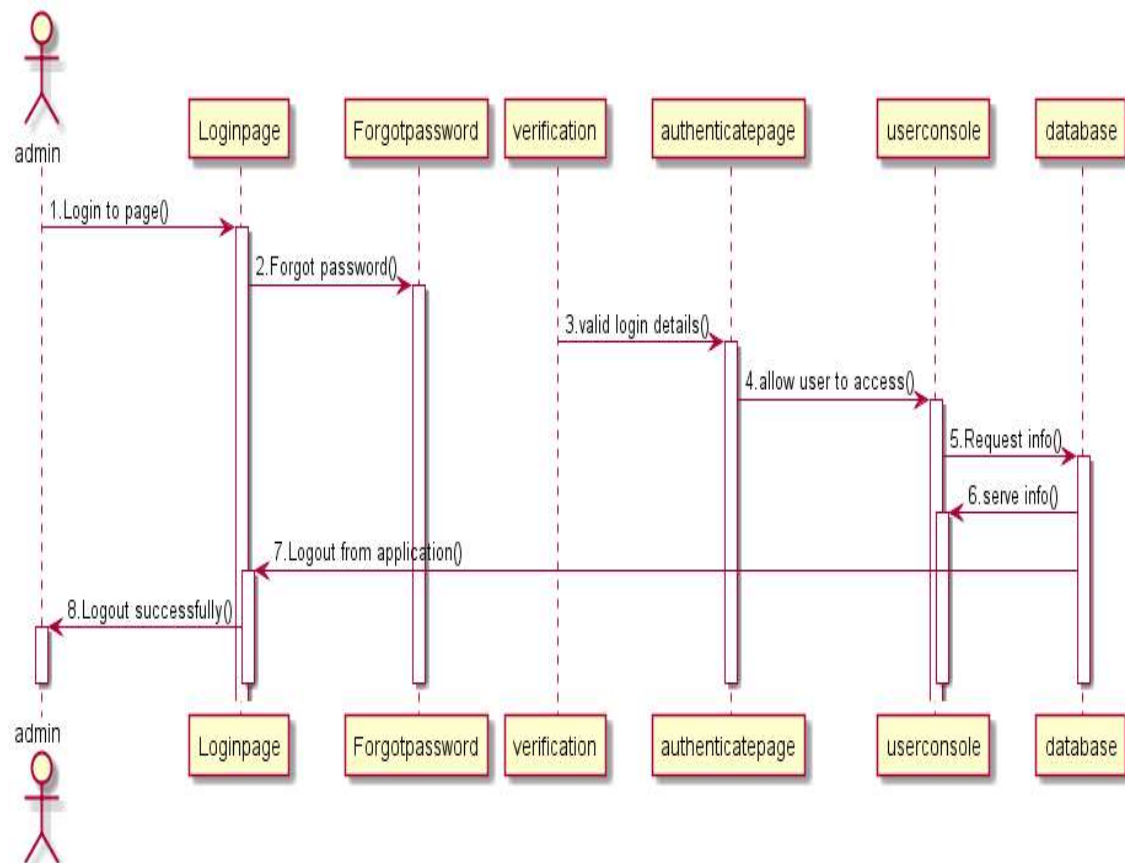 admin
Loginpage
Forgotpassword
verification
authenticatepage
userconsole
database
1.Login to page()
2.Forgot password()
3.valid login details()
4.allow user to access()
5.Request info()
6.serve info()
7.Logout from application()
8.Logout successfully()
admin
Loginpage
Forgotpassword
verification
authenticatepage
userconsole
database